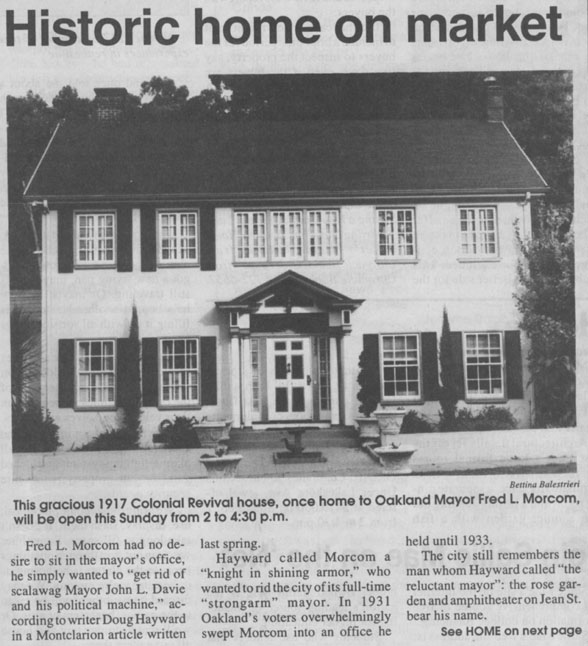 Historic home on market
Bettina Balestrieri
This gracious 1917 Colonial Revival house, once home to Oakland Mayor Fred L. Morcom,
will be open this Sunday from 2 to 4:30 p.m.
Fred L. Morcom had no de-
sire to sit in the mayor's office,
he simply wanted to "get rid of
scalawag Mayor John L. Davie
and his political machine," ac-
cording to writer Doug Hayward
in a Montclarion article written
last spring.
Hayward called Morcom a
"knight in shining armor," who
wanted to rid the city of its full-time
"strongarm" mayor. In 1931
Oakland's voters overwhelmingly
swept Morcom into an office he
held until 1933.
The city still remembers the
man whom Hayward called "the
reluctant mayor": the rose gar-
den and amphitheater on Jean St.
bear his name.
See HOME on next page